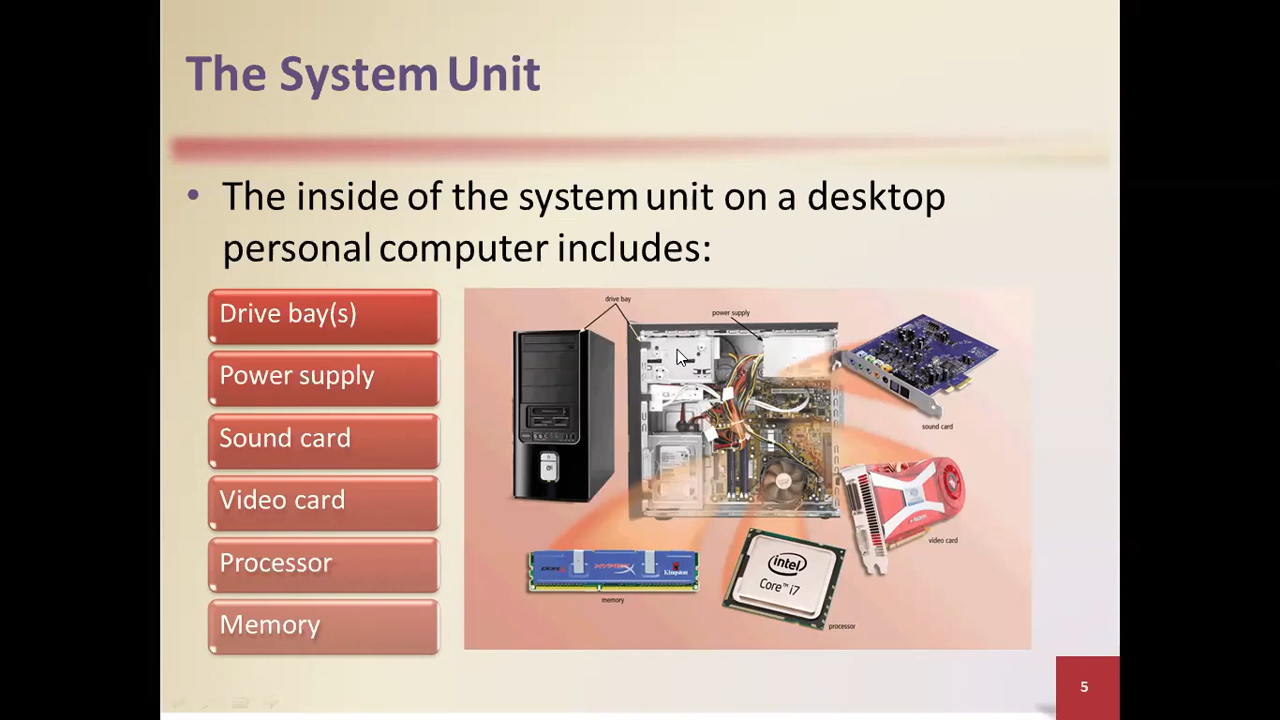 The System Unit
• The inside of the system unit on a desktop
personal computer includes:
Drive bay(s)
Power supply
Sound card
Video card
Processor
Memory
drive bay
power supply
sound card
video card
intel
Core™ i7
processor
HYPERX
Kingston
memory
5